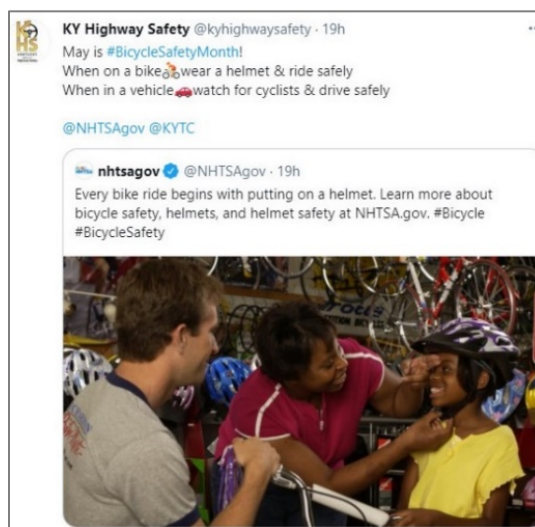 KY Highway Safety @kyhighwaysafety · 19h
May is #BicycleSafetyMonth!
When on a bike🚴wear a helmet & ride safely
When in a vehicle🚗watch for cyclists & drive safely
@NHTSAgov @KYTC
nhtsagov @NHTSAgov · 19h
Every bike ride begins with putting on a helmet. Learn more about
bicycle safety, helmets, and helmet safety at NHTSA.gov. #Bicycle
#BicycleSafety